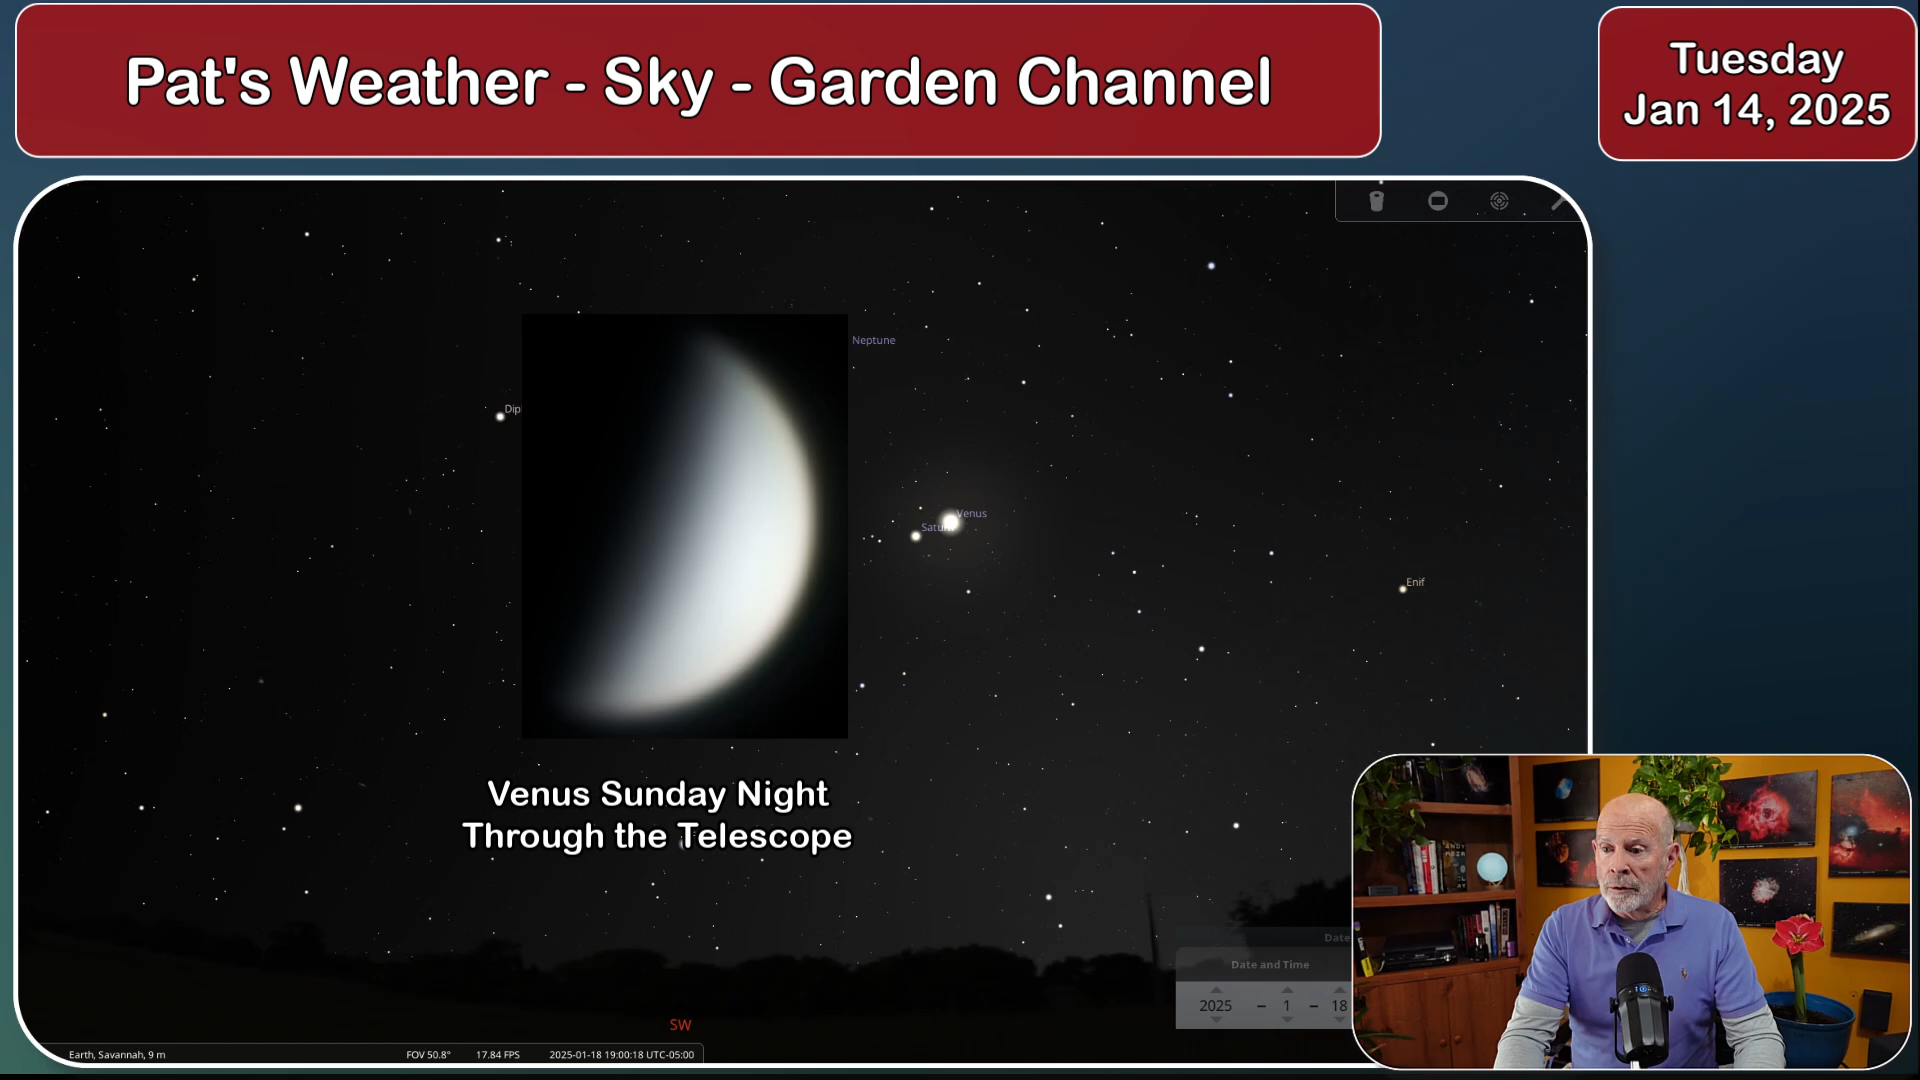 Pat's Weather - Sky - Garden Channel
Tuesday
Jan 14, 2025
Neptune
Dip
Venus
Satur
Enif
Venus Sunday Night
Through the Telescope
Date
Date and Time
2025 - 1 - 18
SW
Earth, Savannah, 9 m FOV 50.8° 17.84 FPS 2025-01-18 19:00:18 UTC-05:00